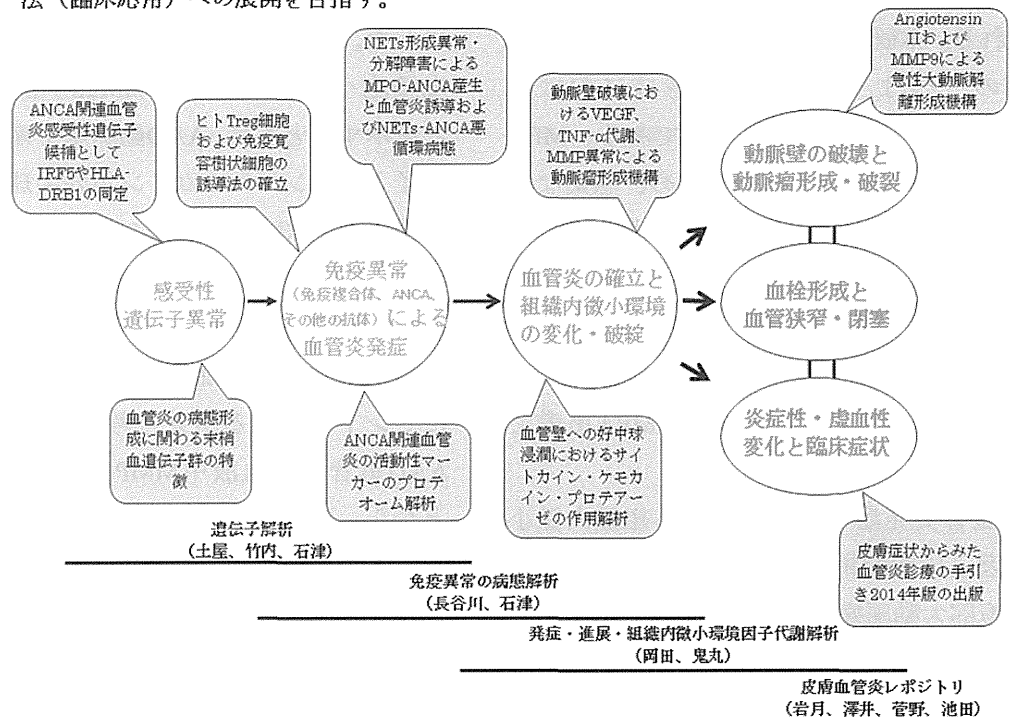 法（臨床応用）への展開を目指す。
ANCA関連血管
炎感受性遺伝子
候補として
IRF5やHLA-
DRB1の同定
ヒトTreg細胞
および免疫寛
容樹状細胞の
誘導法の確立
NETs形成異常・
分解障害による
MPO-ANCA産生
と血管炎誘導およ
びNETs-ANCA悪
循環病態
動脈壁破壊にお
けるVEGF、
TNF-α代謝、
MMP異常による
動脈瘤形成機構
Angiotensin
IIおよび
MMP9による
急性大動脈解
離形成機構
感受性
遺伝子異常
免疫異常
（免疫複合体、ANCA、
その他の抗体）による
血管炎発症
血管炎の確立と
組織内微小環境
の変化・破綻
動脈壁の破壊と
動脈瘤形成・破裂
血栓形成と
血管狭窄・閉塞
炎症性・虚血性
変化と臨床症状
血管炎の病態形
成に関わる末梢
血遺伝子群の特
徴
ANCA関連血管
炎の活動性マー
カーのプロテ
オーム解析
血管壁への好中球
浸潤におけるサイ
トカイン・ケモカ
イン・プロテアー
ゼの作用解析
皮膚症状からみた
血管炎診療の手引
き2014年版の出版
遺伝子解析
（土屋、竹内、石津）
免疫異常の病態解析
（長谷川、石津）
発症・進展・組織内微小環境因子代謝解析
（岡田、鬼丸）
皮膚血管炎レポジトリ
（岩月、澤井、菅野、池田）